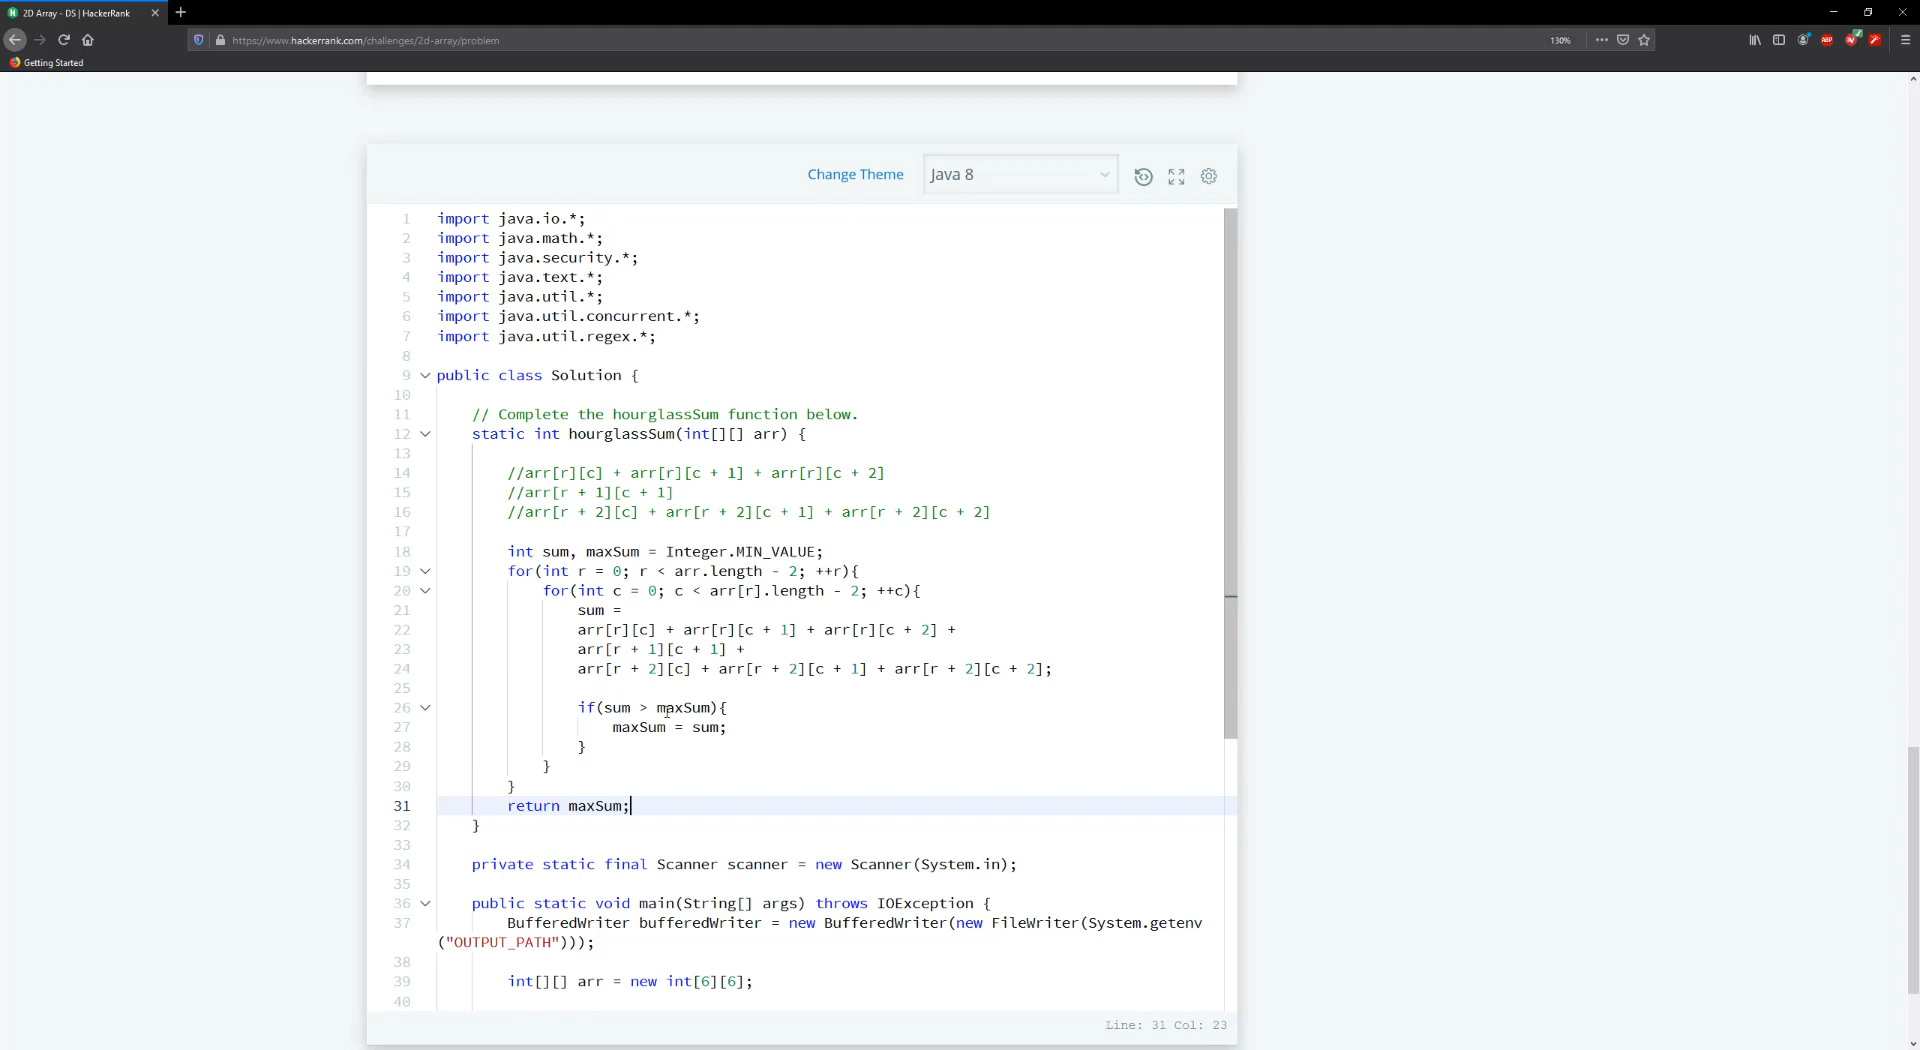 2D Array - DS | HackerRank
https://www.hackerrank.com/challenges/2d-array/problem
130%
ABP
Getting Started
Change Theme
Java 8
1 import java.io.*;
2 import java.math.*;
3 import java.security.*;
4 import java.text.*;
5 import java.util.*;
6 import java.util.concurrent.*;
7 import java.util.regex.*;
8
9 public class Solution {
10
11 // Complete the hourglassSum function below.
12 static int hourglassSum(int[][] arr) {
13
14 //arr[r][c] + arr[r][c + 1] + arr[r][c + 2]
15 //arr[r + 1][c + 1]
16 //arr[r + 2][c] + arr[r + 2][c + 1] + arr[r + 2][c + 2]
17
18 int sum, maxSum = Integer.MIN_VALUE;
19 for(int r = 0; r < arr.length - 2; ++r){
20 for(int c = 0; c < arr[r].length - 2; ++c){
21 sum =
22 arr[r][c] + arr[r][c + 1] + arr[r][c + 2] +
23 arr[r + 1][c + 1] +
24 arr[r + 2][c] + arr[r + 2][c + 1] + arr[r + 2][c + 2];
25
26 if(sum > maxSum){
27 maxSum = sum;
28 }
29 }
30 }
31 return maxSum;
32 }
33
34 private static final Scanner scanner = new Scanner(System.in);
35
36 public static void main(String[] args) throws IOException {
37 BufferedWriter bufferedWriter = new BufferedWriter(new FileWriter(System.getenv
("OUTPUT_PATH")));
38
39 int[][] arr = new int[6][6];
40
Line: 31 Col: 23